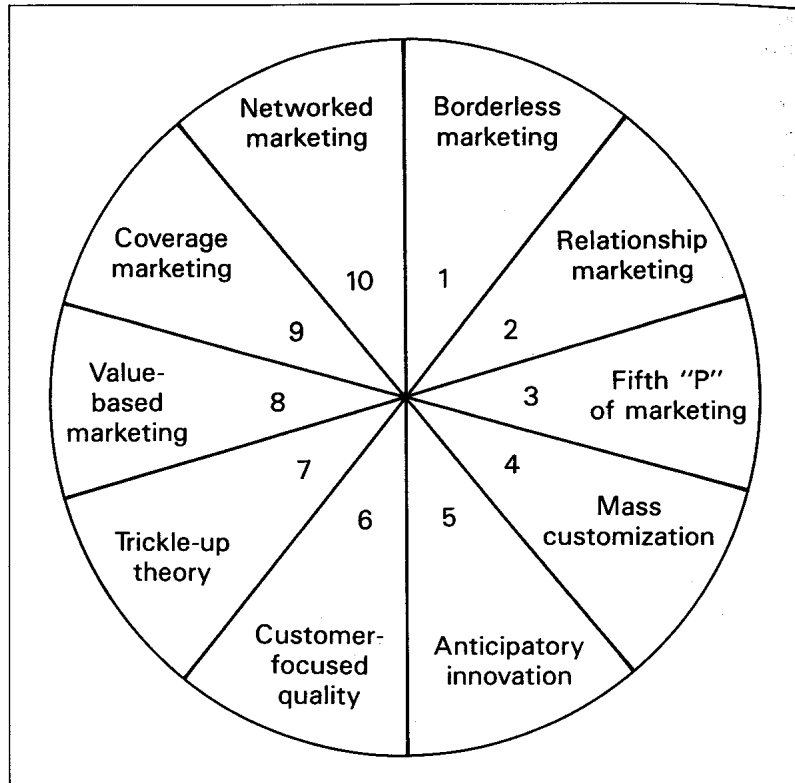 Borderless
marketing
1
Relationship
marketing
2
Fifth "P"
of marketing
3
Mass
customization
4
Anticipatory
innovation
5
Customer-
focused
quality
6
Trickle-up
theory
7
Value-
based
marketing
8
Coverage
marketing
9
Networked
marketing
10